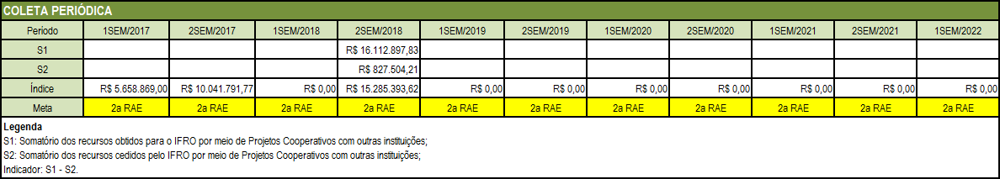 COLETA PERIÓDICA
Período 1SEM/2017 2SEM/2017 1SEM/2018 2SEM/2018 1SEM/2019 2SEM/2019 1SEM/2020 2SEM/2020 1SEM/2021 2SEM/2021 1SEM/2022
S1 R$ 16.112.897,83
S2 R$ 827.504,21
Índice R$ 5.658.869,00 R$ 10.041.791,77 R$ 0,00 R$ 15.285.393,62 R$ 0,00 R$ 0,00 R$ 0,00 R$ 0,00 R$ 0,00 R$ 0,00 R$ 0,00
Meta 2a RAE 2a RAE 2a RAE 2a RAE 2a RAE 2a RAE 2a RAE 2a RAE 2a RAE 2a RAE 2a RAE
Legenda
S1: Somatório dos recursos obtidos para o IFRO por meio de Projetos Cooperativos com outras instituições;
S2: Somatório dos recursos cedidos pelo IFRO por meio de Projetos Cooperativos com outras instituições;
Indicador: S1 - S2.